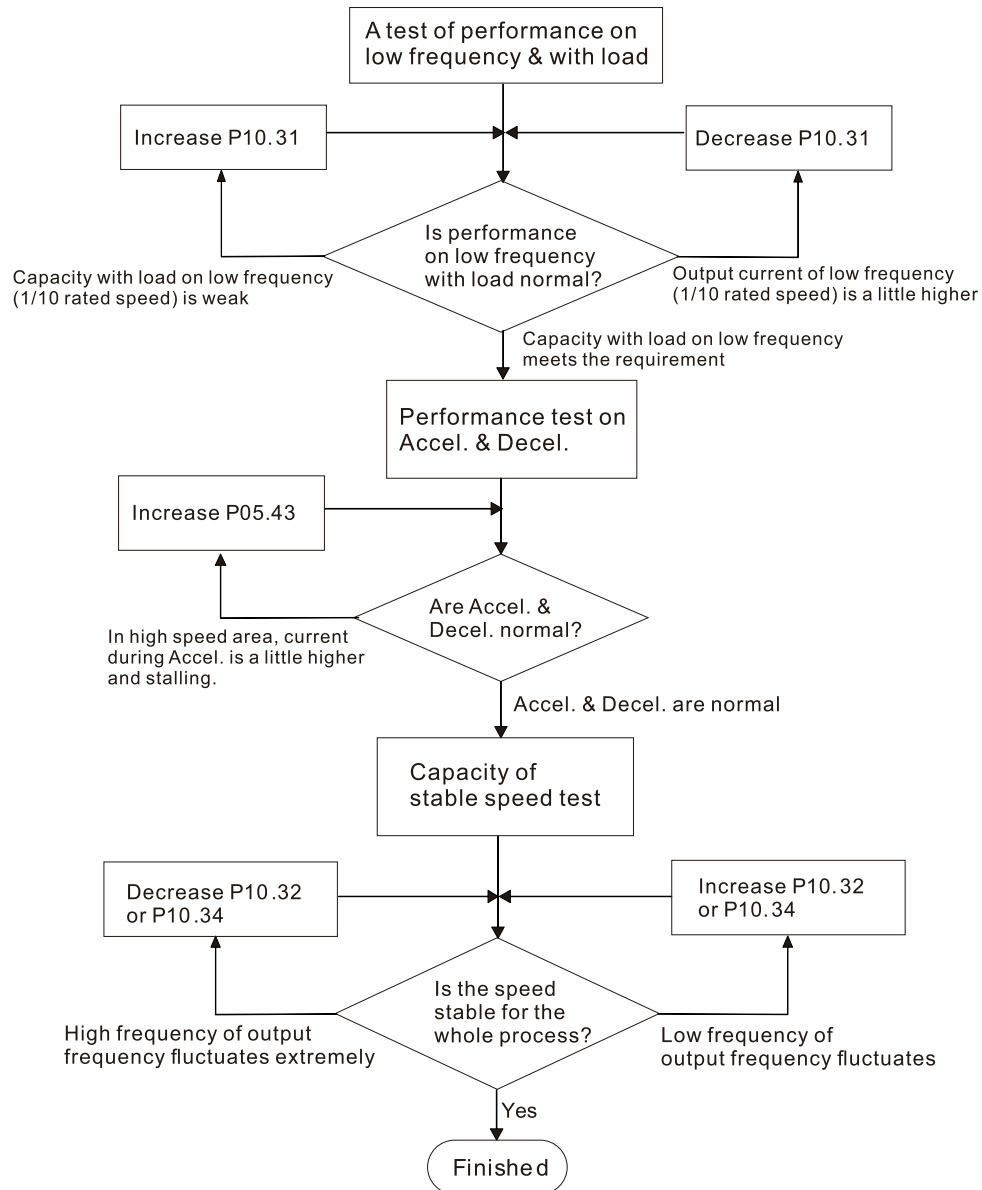 A test of performance on
low frequency & with load
Increase P10.31
Decrease P10.31
Is performance
on low frequency
with load normal?
Capacity with load on low frequency
(1/10 rated speed) is weak
Output current of low frequency
(1/10 rated speed) is a little higher
Capacity with load on low frequency
meets the requirement
Performance test on
Accel. & Decel.
Increase P05.43
Are Accel. &
Decel. normal?
In high speed area, current
during Accel. is a little higher
and stalling.
Accel. & Decel. are normal
Capacity of
stable speed test
Decrease P10.32
or P10.34
Increase P10.32
or P10.34
Is the speed
stable for the
whole process?
High frequency of output
frequency fluctuates extremely
Low frequency of
output frequency fluctuates
Yes
Finished